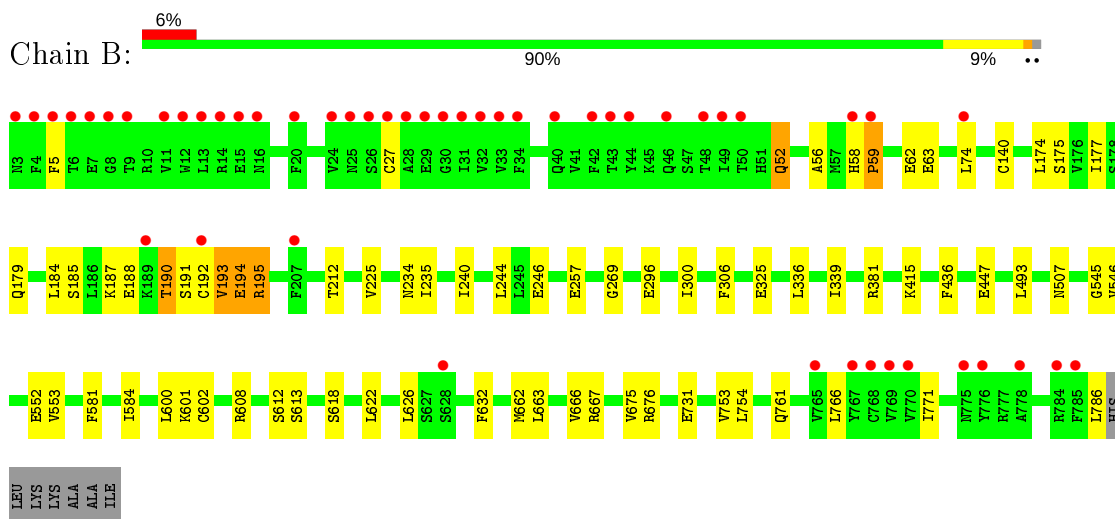 6%
Chain B:
90% 9% ••
N3 F4 F5 T6 E7 G8 T9 R10 V11 W12 L13 R14 E15 N16 F20 V24 N25 S26 C27 A28 E29 G30 I31 V32 V33 F34 Q40 V41 F42 T43 Y44 K45 Q46 S47 T48 I49 T50 H51 Q52 A56 M57 H58 P59 E62 E63 L74 C140 L174 S175 V176 I177 S178
Q179 L184 S185 L186 K187 E188 K189 T190 S191 C192 V193 E194 R195 F207 T212 V225 N234 I235 I240 L244 L245 E246 E257 G269 E296 I300 F306 E325 L336 I339 R381 K415 F436 E447 L493 N507 G545 V546
E552 V553 F581 I584 L600 K601 C602 R608 S612 S613 S618 L622 L626 S627 S628 F632 M662 L663 V666 R667 V675 R676 E731 V753 L754 Q761 V765 L766 Y767 C768 V769 V770 I771 N775 Y776 R777 A778 R784 F785 L786 HIS
LEU LYS LYS ALA ALA ILE